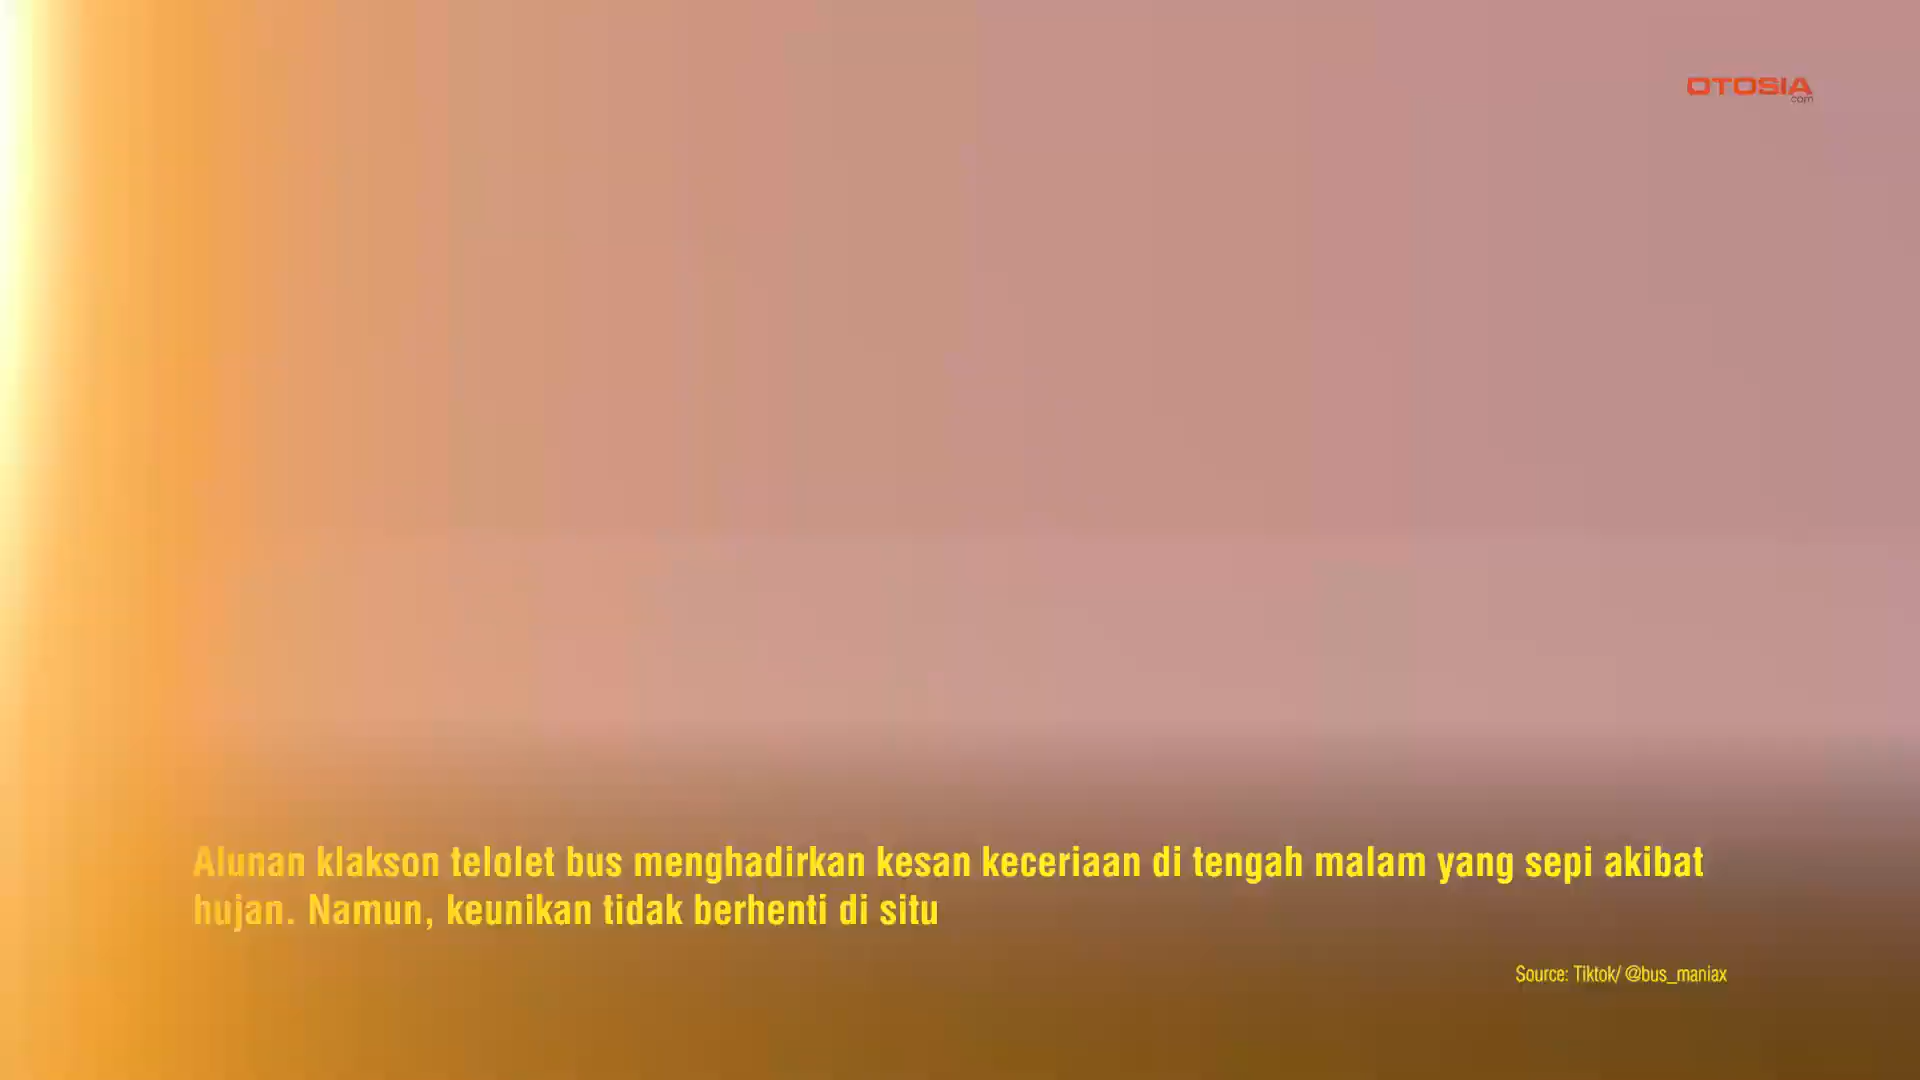 OTOSIA
.com
Alunan klakson telolet bus menghadirkan kesan keceriaan di tengah malam yang sepi akibat
hujan. Namun, keunikan tidak berhenti di situ
Source: Tiktok/ @bus_maniax